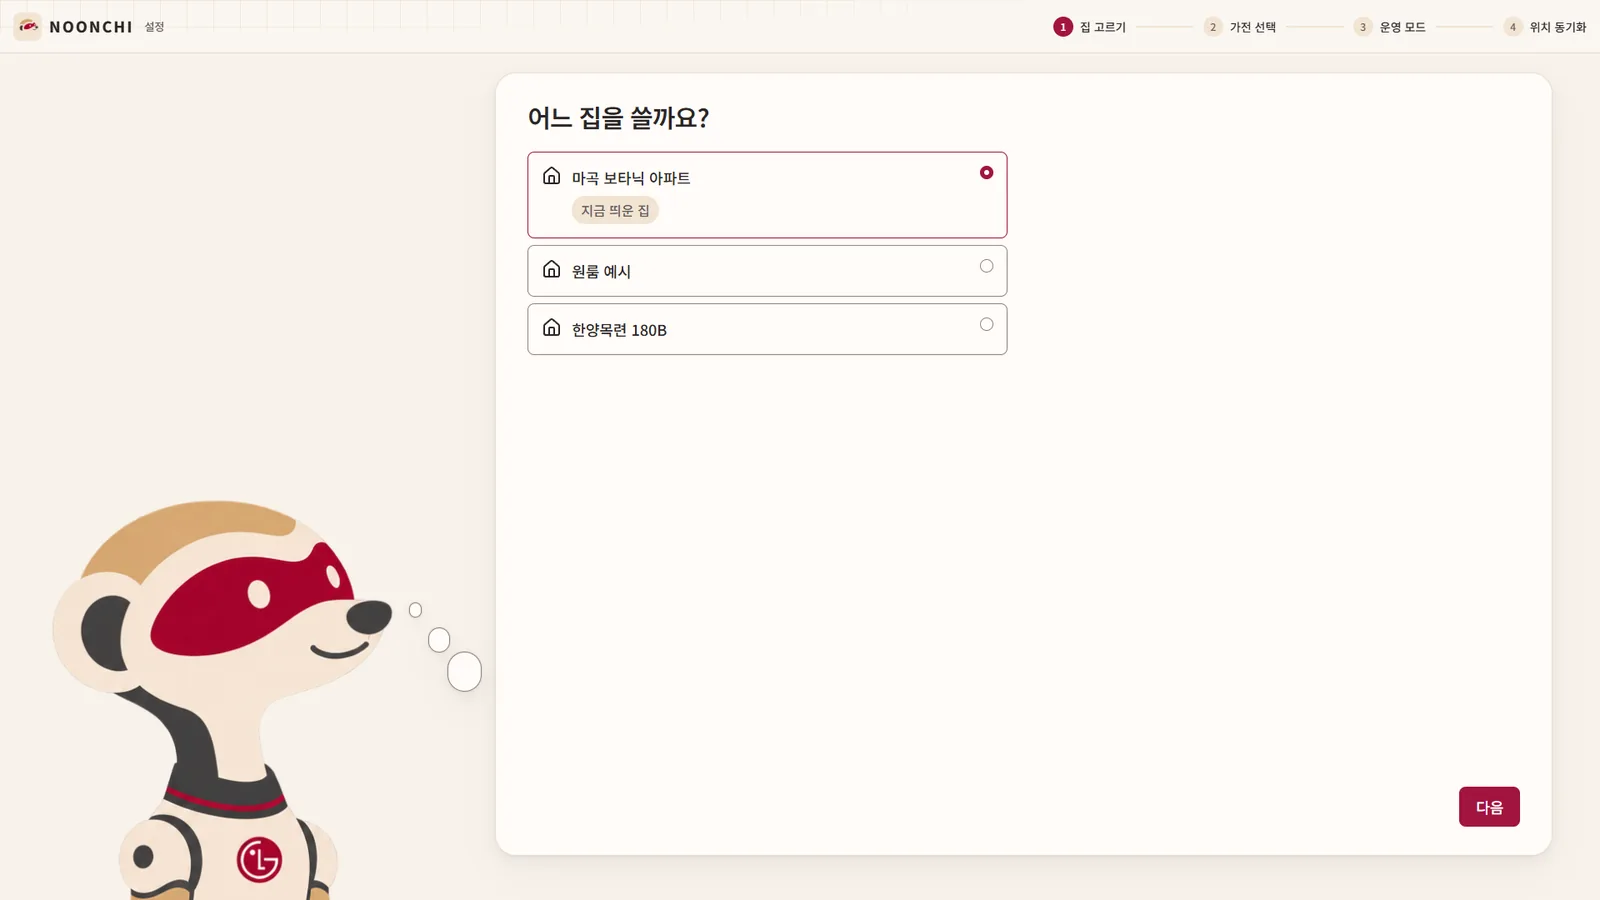 NOONCHI 설정
1 집 고르기
2 가전 선택
3 운영 모드
4 위치 동기화
어느 집을 쓸까요?
마곡 보타닉 아파트
지금 띄운 집
원룸 예시
한양목련 180B
다음
LG